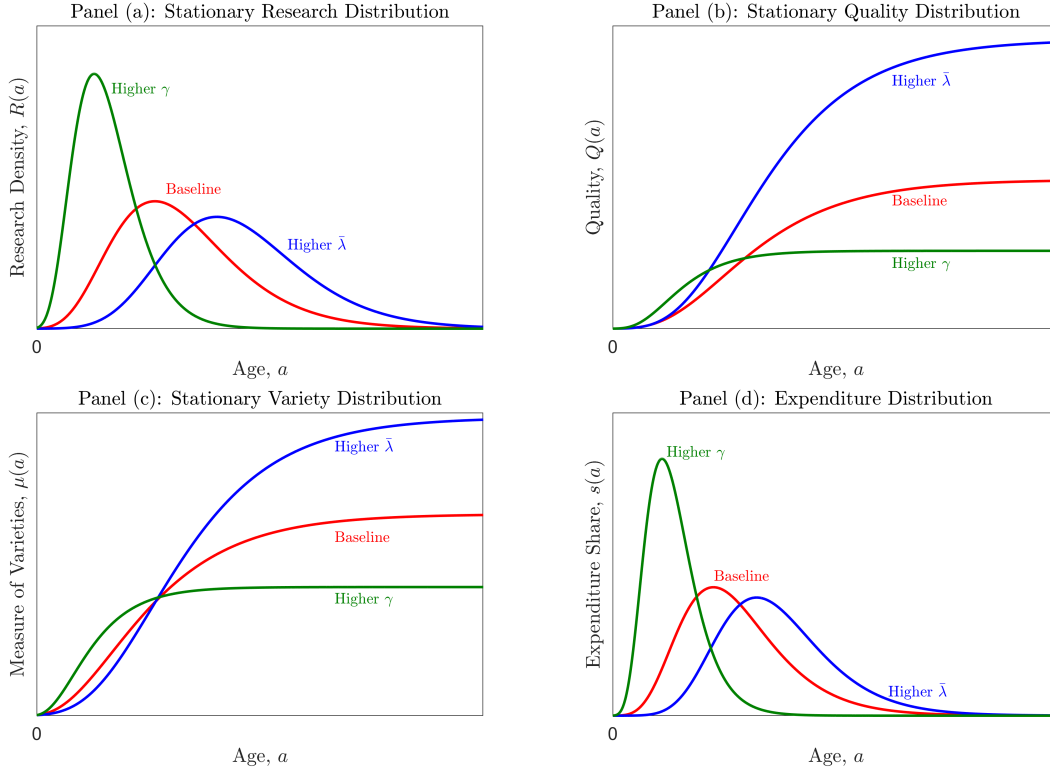 Panel (a): Stationary Research Distribution
Research Density, R(a)
Higher γ
Baseline
Higher λ̄
0
Age, a
Panel (b): Stationary Quality Distribution
Quality, Q(a)
Higher λ̄
Baseline
Higher γ
0
Age, a
Panel (c): Stationary Variety Distribution
Measure of Varieties, μ(a)
Higher λ̄
Baseline
Higher γ
0
Age, a
Panel (d): Expenditure Distribution
Expenditure Share, s(a)
Higher γ
Baseline
Higher λ̄
0
Age, a